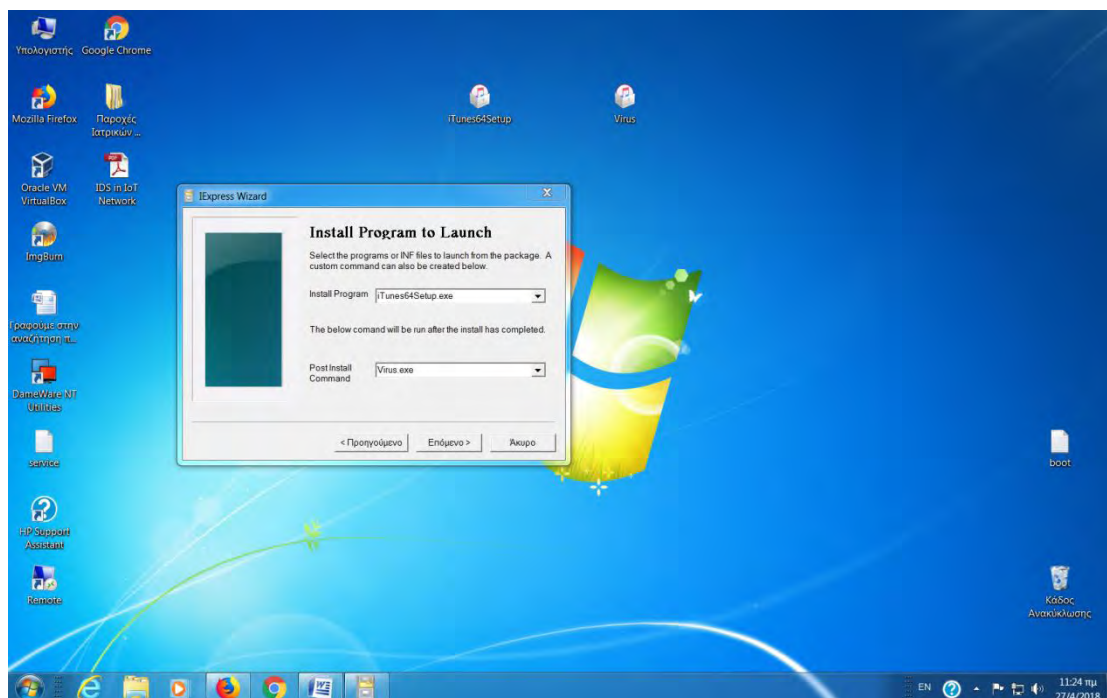 Υπολογιστής
Google Chrome
Mozilla Firefox
Παροχές
Ιατρικών ...
iTunes64Setup
Virus
Oracle VM
VirtualBox
IDS in IoT
Network
ImgBurn
Γραφούμε στην
αναζήτηση π...
DameWare NT
Utilities
service
HP Support
Assistant
Remote
IExpress Wizard
Install Program to Launch
Select the programs or INF files to launch from the package. A
custom command can also be created below.
Install Program
iTunes64Setup.exe
The below comand will be run after the install has completed.
Post Install
Command
Virus.exe
< Προηγούμενο
Επόμενο >
Άκυρο
boot
Κάδος
Ανακύκλωσης
EN
11:24 πμ
27/4/2018